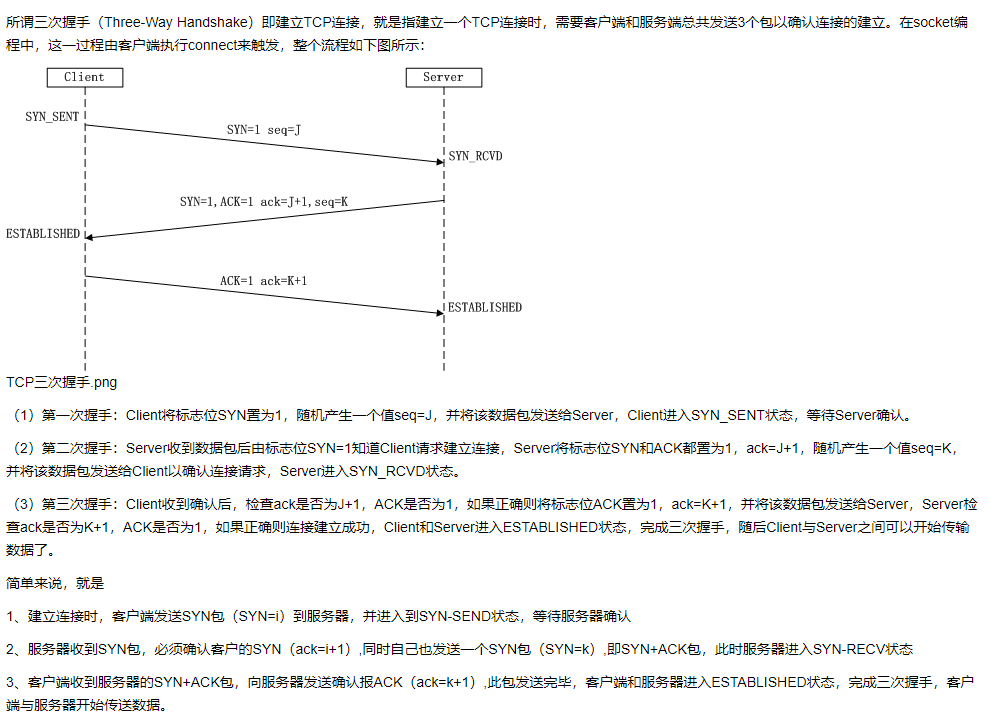 所谓三次握手（Three-Way Handshake）即建立TCP连接，就是指建立一个TCP连接时，需要客户端和服务端总共发送3个包以确认连接的建立。在socket编
程中，这一过程由客户端执行connect来触发，整个流程如下图所示：
Client
Server
SYN_SENT
SYN=1 seq=J
SYN_RCVD
SYN=1,ACK=1 ack=J+1,seq=K
ESTABLISHED
ACK=1 ack=K+1
ESTABLISHED
TCP三次握手.png
（1）第一次握手：Client将标志位SYN置为1，随机产生一个值seq=J，并将该数据包发送给Server，Client进入SYN_SENT状态，等待Server确认。
（2）第二次握手：Server收到数据包后由标志位SYN=1知道Client请求建立连接，Server将标志位SYN和ACK都置为1，ack=J+1，随机产生一个值seq=K，
并将该数据包发送给Client以确认连接请求，Server进入SYN_RCVD状态。
（3）第三次握手：Client收到确认后，检查ack是否为J+1，ACK是否为1，如果正确则将标志位ACK置为1，ack=K+1，并将该数据包发送给Server，Server检
查ack是否为K+1，ACK是否为1，如果正确则连接建立成功，Client和Server进入ESTABLISHED状态，完成三次握手，随后Client与Server之间可以开始传输
数据了。
简单来说，就是
1、建立连接时，客户端发送SYN包（SYN=i）到服务器，并进入到SYN-SEND状态，等待服务器确认
2、服务器收到SYN包，必须确认客户的SYN（ack=i+1）,同时自己也发送一个SYN包（SYN=k）,即SYN+ACK包，此时服务器进入SYN-RECV状态
3、客户端收到服务器的SYN+ACK包，向服务器发送确认报ACK（ack=k+1）,此包发送完毕，客户端和服务器进入ESTABLISHED状态，完成三次握手，客户
端与服务器开始传送数据。